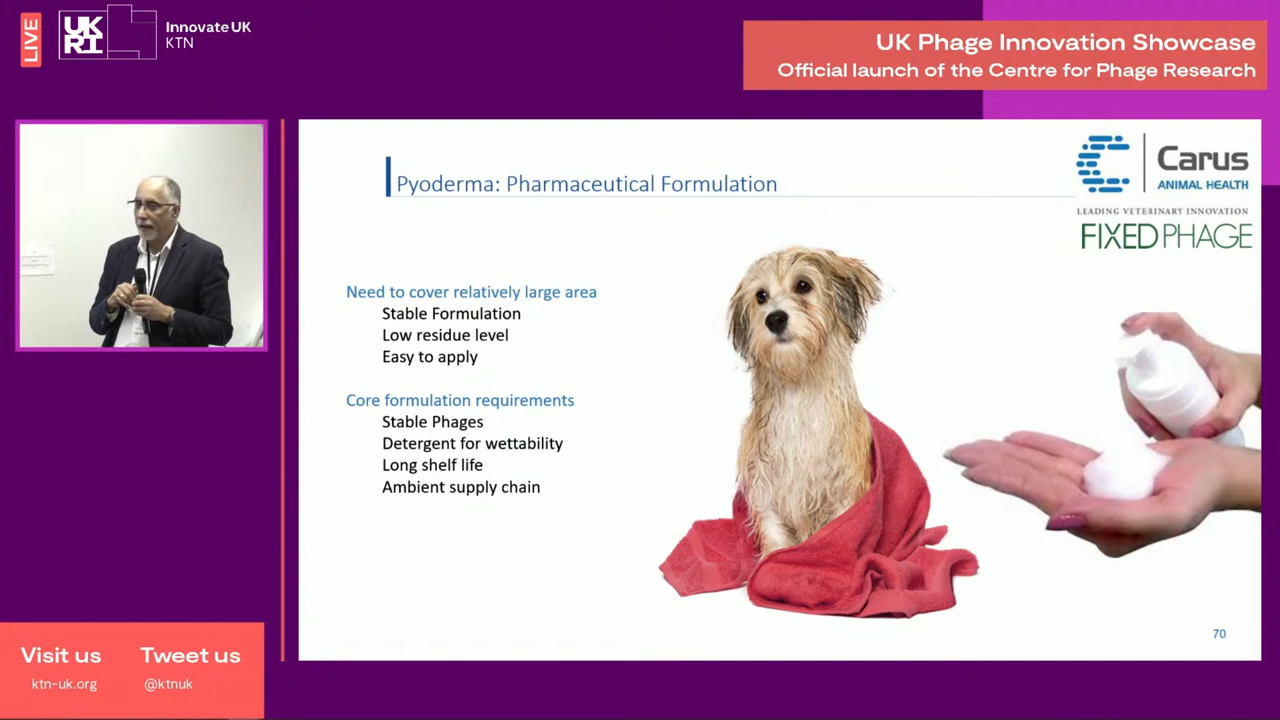 LIVE
UK
RI
Innovate UK
KTN
UK Phage Innovation Showcase
Official launch of the Centre for Phage Research
Pyoderma: Pharmaceutical Formulation
Carus
ANIMAL HEALTH
LEADING VETERINARY INNOVATION
FIXEDPHAGE
Need to cover relatively large area
Stable Formulation
Low residue level
Easy to apply
Core formulation requirements
Stable Phages
Detergent for wettability
Long shelf life
Ambient supply chain
70
Visit us
ktn-uk.org
Tweet us
@ktnuk